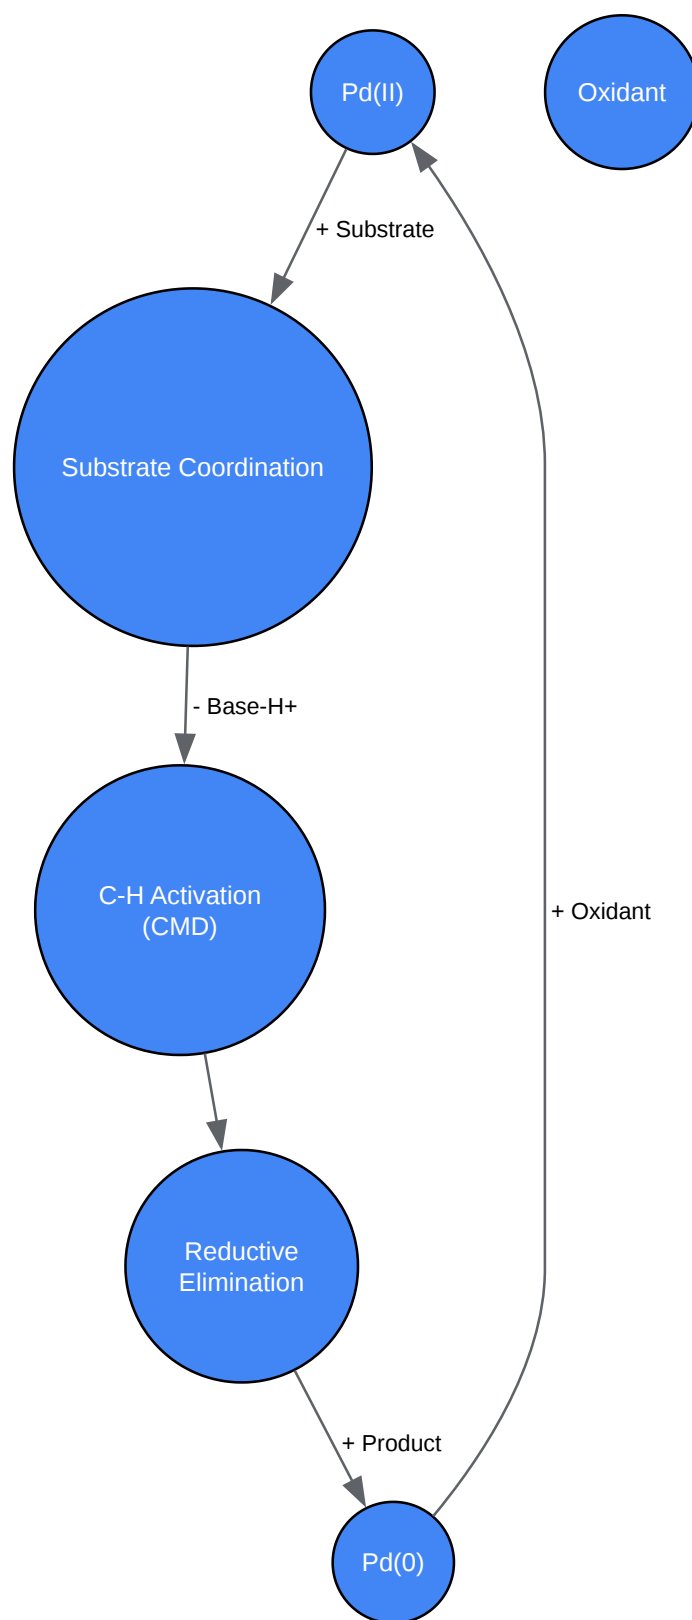 Pd(II)
Oxidant
+ Substrate
Substrate Coordination
- Base-H+
C-H Activation
(CMD)
+ Oxidant
Reductive
Elimination
+ Product
Pd(0)